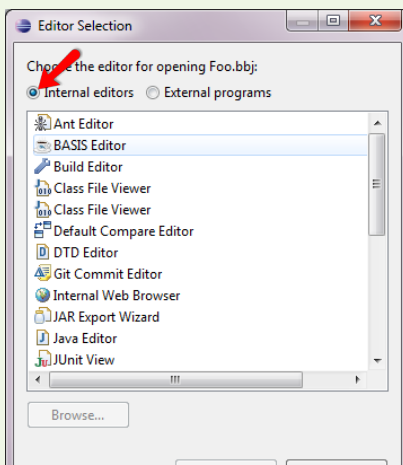 Editor Selection
Choose the editor for opening Foo.bbj:
Internal editors External programs
Ant Editor
BASIS Editor
Build Editor
Class File Viewer
Class File Viewer
Default Compare Editor
DTD Editor
Git Commit Editor
Internal Web Browser
JAR Export Wizard
Java Editor
JUnit View
Browse...